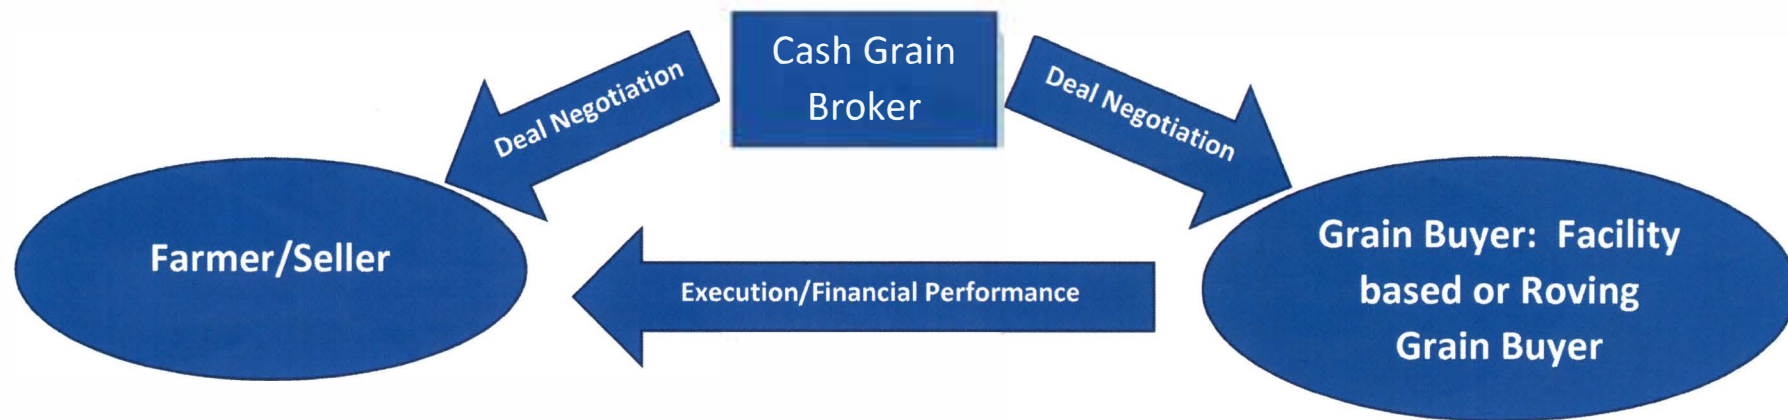 Cash Grain
Broker
Deal Negotiation
Deal Negotiation
Farmer/Seller
Execution/Financial Performance
Grain Buyer:  Facility
based or Roving
Grain Buyer